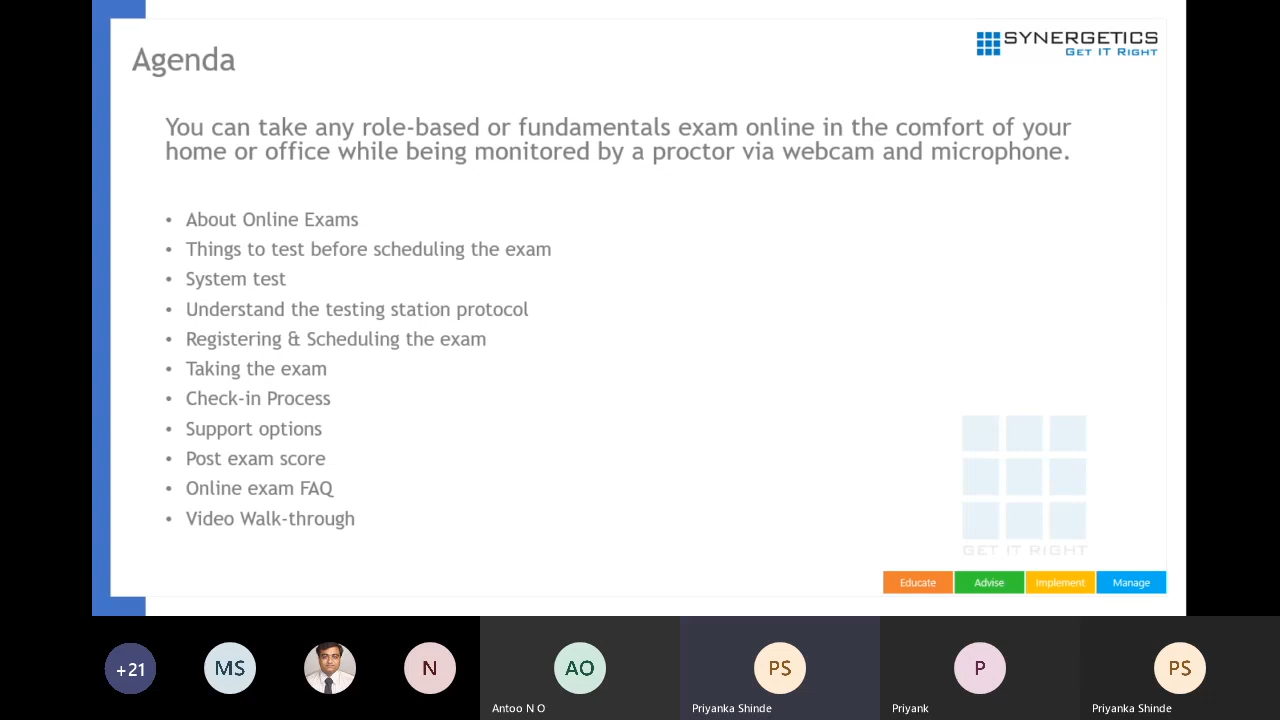 SYNERGETICS
GET IT RIGHT
Agenda
You can take any role-based or fundamentals exam online in the comfort of your
home or office while being monitored by a proctor via webcam and microphone.
• About Online Exams
• Things to test before scheduling the exam
• System test
• Understand the testing station protocol
• Registering & Scheduling the exam
• Taking the exam
• Check-in Process
• Support options
• Post exam score
• Online exam FAQ
• Video Walk-through
GET IT RIGHT
Educate Advise Implement Manage
+21 MS N AO PS P PS
Antoo N O Priyanka Shinde Priyank Priyanka Shinde